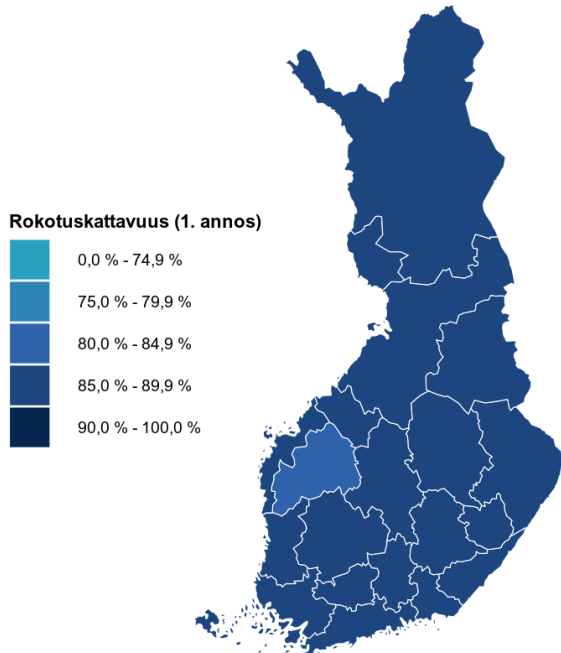 Rokotuskattavuus (1. annos)
0,0 % - 74,9 %
75,0 % - 79,9 %
80,0 % - 84,9 %
85,0 % - 89,9 %
90,0 % - 100,0 %